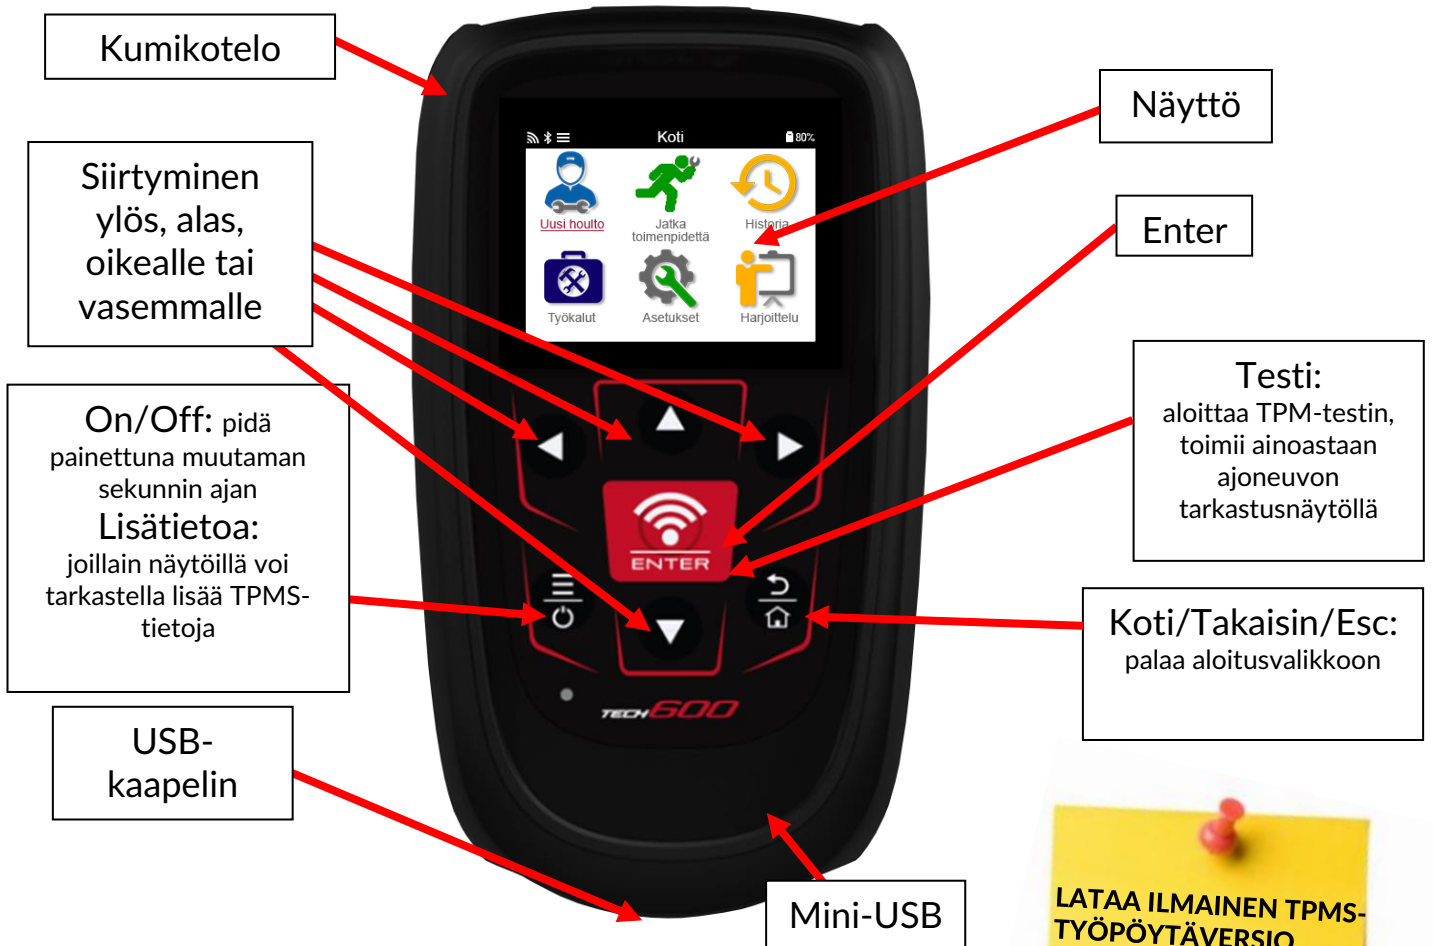 Kumikotelo
Näyttö
Siirtyminen
ylös, alas,
oikealle tai
vasemmalle
Koti
80%
Uusi houlto
Jatka
toimenpidettä
Historia
Työkalut
Asetukset
Harjoittelu
Enter
On/Off: pidä
painettuna muutaman
sekunnin ajan
Lisätietoa:
joillain näytöillä voi
tarkastella lisää TPMS-
tietoja
Testi:
aloittaa TPM-testin,
toimii ainoastaan
ajoneuvon
tarkastusnäytöllä
ENTER
Koti/Takaisin/Esc:
palaa aloitusvalikkoon
TECH600
USB-
kaapelin
Mini-USB
LATAA ILMAINEN TPMS-
TYÖPÖYTÄVERSIO